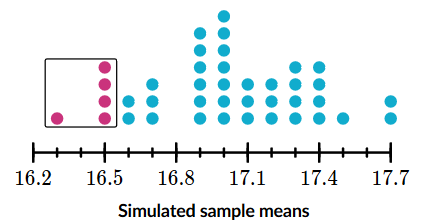 16.2 16.5 16.8 17.1 17.4 17.7
Simulated sample means